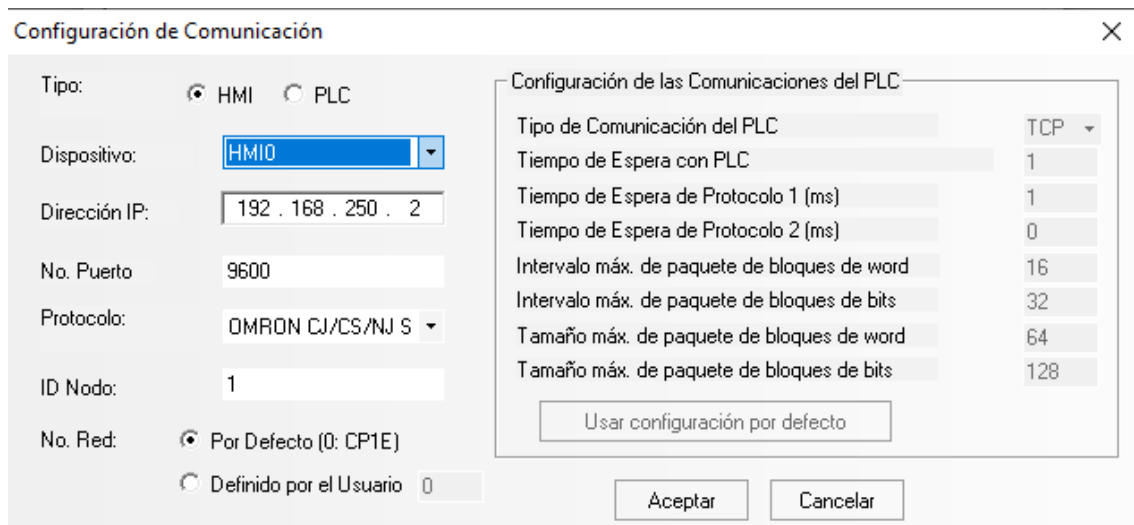 Configuración de Comunicación
Tipo:
HMI PLC
Dispositivo:
HMI0
Dirección IP:
192 . 168 . 250 . 2
No. Puerto
9600
Protocolo:
OMRON CJ/CS/NJ S
ID Nodo:
1
No. Red:
Por Defecto (0: CP1E)
Definido por el Usuario 0
Configuración de las Comunicaciones del PLC
Tipo de Comunicación del PLC TCP
Tiempo de Espera con PLC 1
Tiempo de Espera de Protocolo 1 (ms) 1
Tiempo de Espera de Protocolo 2 (ms) 0
Intervalo máx. de paquete de bloques de word 16
Intervalo máx. de paquete de bloques de bits 32
Tamaño máx. de paquete de bloques de word 64
Tamaño máx. de paquete de bloques de bits 128
Usar configuración por defecto
Aceptar Cancelar